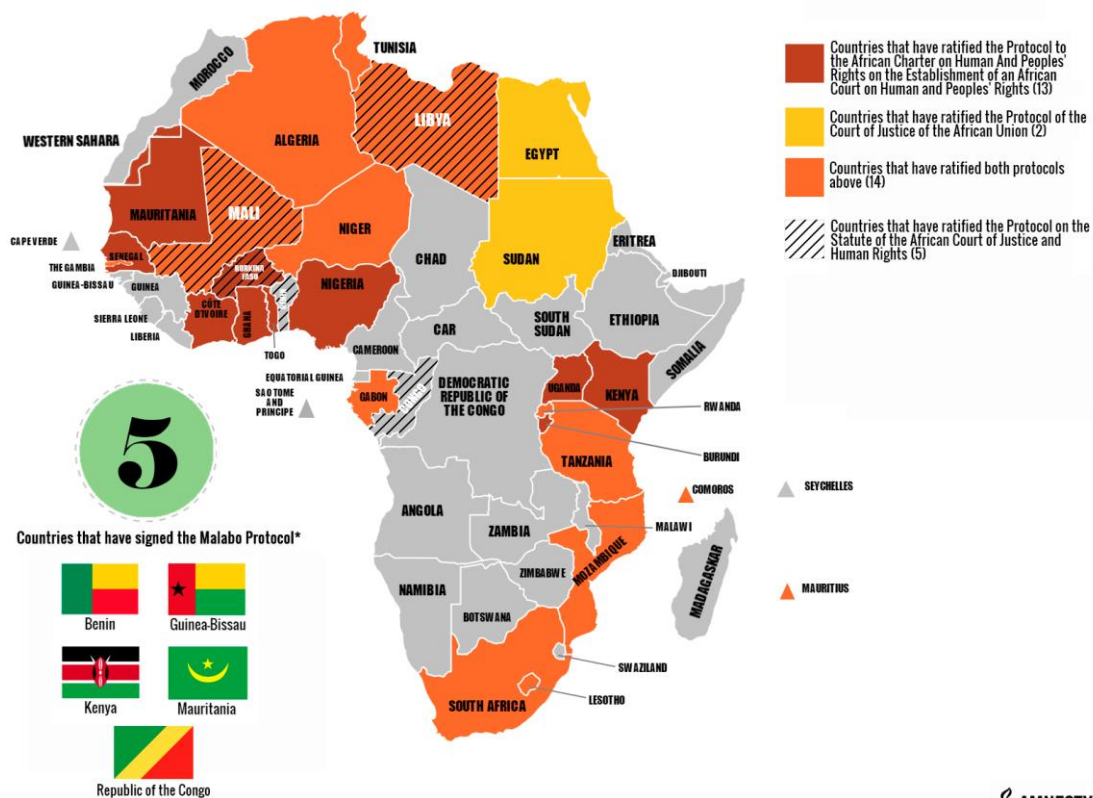 TUNISIA
MOROCCO
WESTERN SAHARA
ALGERIA
LIBYA
EGYPT
MAURITANIA
MALI
NIGER
CHAD
SUDAN
ERITREA
DJIBOUTI
CAPE VERDE
SENEGAL
THE GAMBIA
GUINEA-BISSAU
GUINEA
BURKINA
FASO
NIGERIA
SIERRA LEONE
LIBERIA
CÔTE
D'IVOIRE
GHANA
TOGO
CAR
SOUTH
SUDAN
ETHIOPIA
SOMALIA
CAMEROON
EQUATORIAL GUINEA
SAO TOME
AND
PRINCIPE
GABON
CONGO
DEMOCRATIC
REPUBLIC OF
THE CONGO
UGANDA
KENYA
RWANDA
BURUNDI
TANZANIA
COMOROS
SEYCHELLES
ANGOLA
ZAMBIA
MALAWI
MOZAMBIQUE
ZIMBABWE
MADAGASKAR
MAURITIUS
NAMIBIA
BOTSWANA
SWAZILAND
SOUTH AFRICA
LESOTHO
Countries that have ratified the Protocol to
the African Charter on Human And Peoples'
Rights on the Establishment of an African
Court on Human and Peoples' Rights (13)
Countries that have ratified the Protocol of the
Court of Justice of the African Union (2)
Countries that have ratified both protocols
above (14)
Countries that have ratified the Protocol on the
Statute of the African Court of Justice and
Human Rights (5)
5
Countries that have signed the Malabo Protocol*
Benin
Guinea-Bissau
Kenya
Mauritania
Republic of the Congo